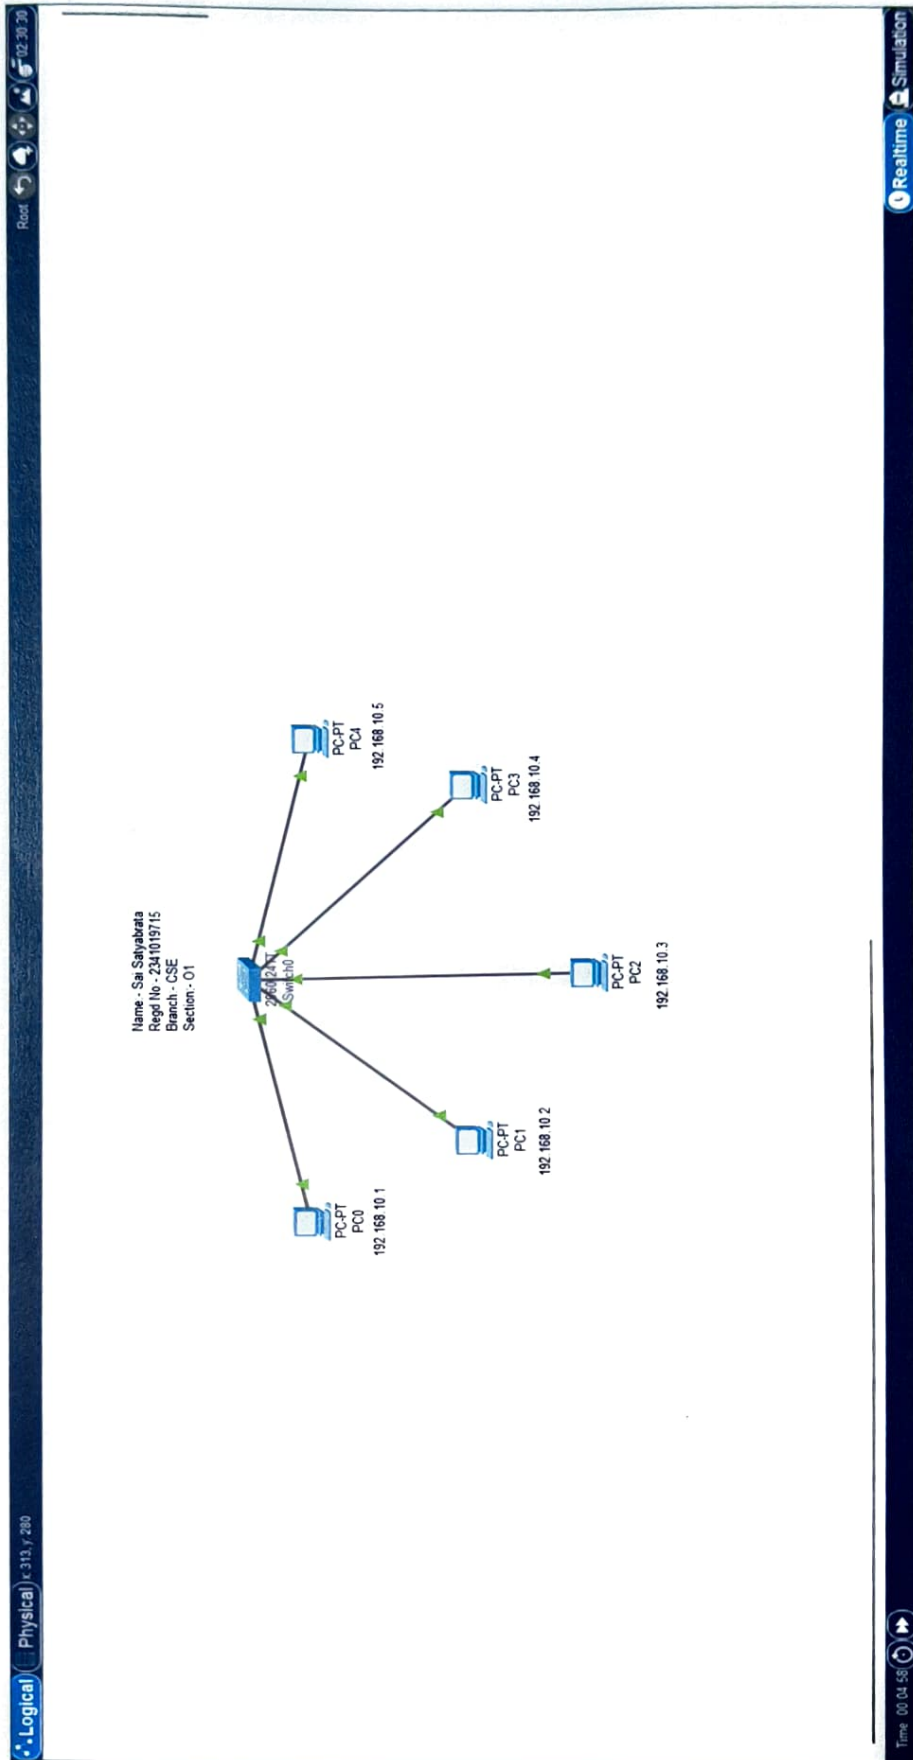 Logical Physical x: 313, y: 280 Root 02:30:30
Name - Sai Satyabrata
Regd No - 2341019715
Branch - CSE
Section:- O1
Switch0
PC-PT
PC0
192.168.10.1
PC-PT
PC1
192.168.10.2
PC-PT
PC2
192.168.10.3
PC-PT
PC3
192.168.10.4
PC-PT
PC4
192.168.10.5
Time 00:04:58 Realtime Simulation